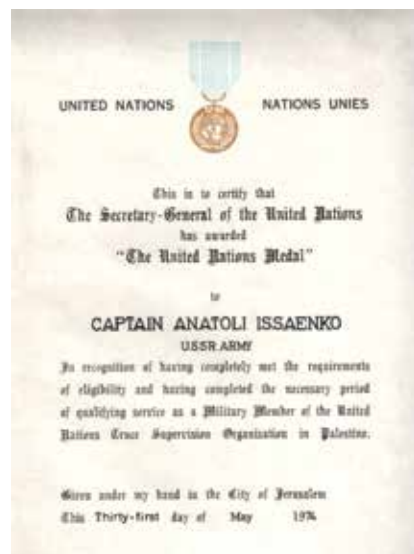 UNITED NATIONS NATIONS UNIES
This is to certify that
The Secretary-General of the United Nations
has awarded
"The United Nations Medal"
to
CAPTAIN ANATOLI ISSAENKO
USSR ARMY
In recognition of having completely met the requirements
of eligibility and having completed the necessary period
of qualifying service as a Military Member of the United
Nations Truce Supervision Organization in Palestine.
Given under my hand in the City of Jerusalem
This Thirty-first day of May